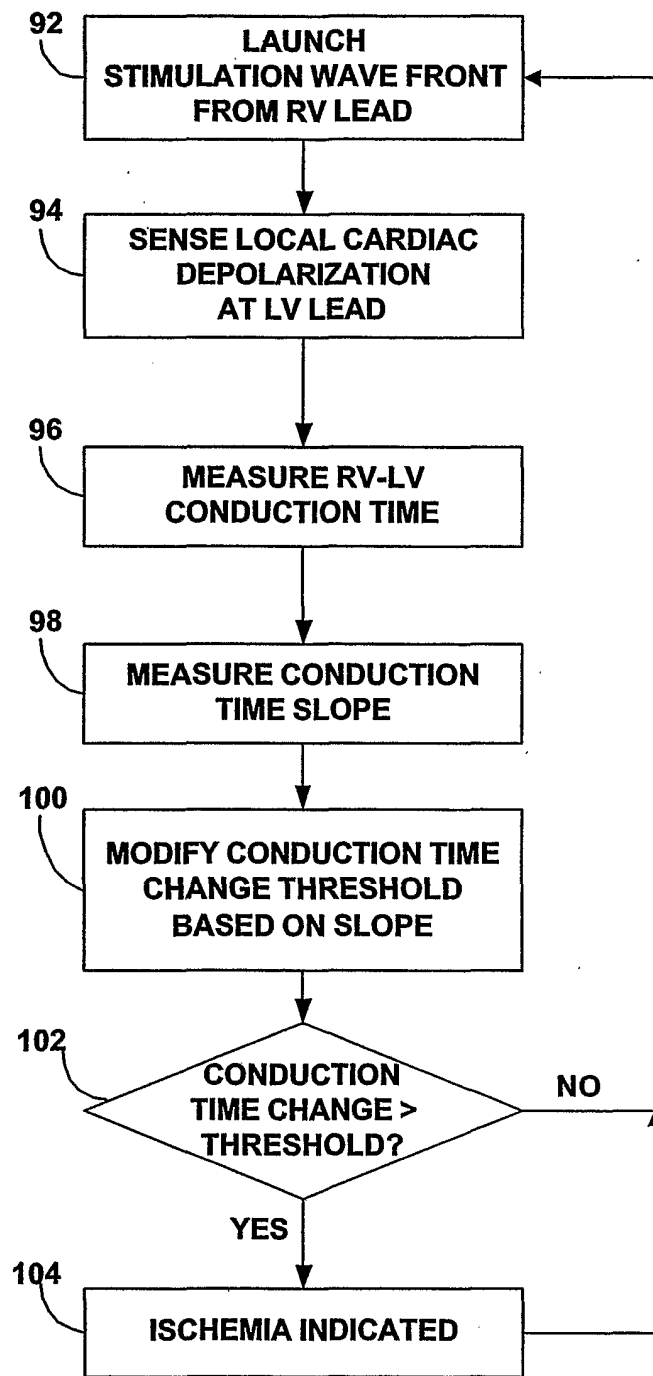 92
LAUNCH
STIMULATION WAVE FRONT
FROM RV LEAD
94
SENSE LOCAL CARDIAC
DEPOLARIZATION
AT LV LEAD
96
MEASURE RV-LV
CONDUCTION TIME
98
MEASURE CONDUCTION
TIME SLOPE
100
MODIFY CONDUCTION TIME
CHANGE THRESHOLD
BASED ON SLOPE
102
CONDUCTION
TIME CHANGE >
THRESHOLD?
NO
YES
104
ISCHEMIA INDICATED